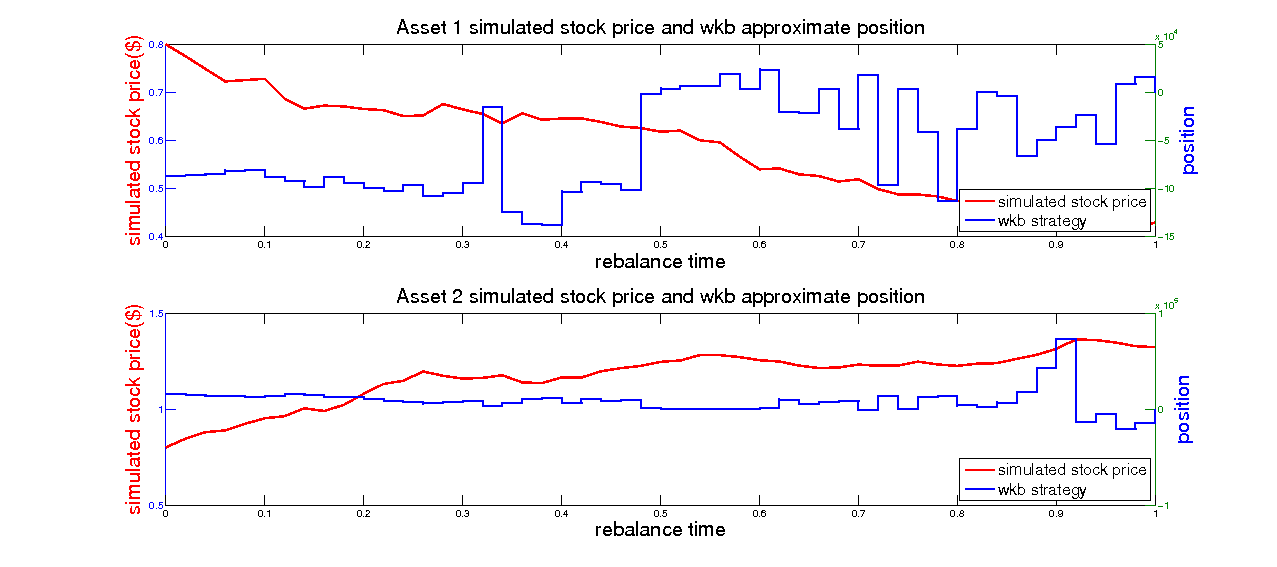 Asset 1 simulated stock price and wkb approximate position
x 10^4
simulated stock price($)
0.8
0.7
0.6
0.5
0.4
5
0
-5
-10
-15
position
simulated stock price
wkb strategy
0 0.1 0.2 0.3 0.4 0.5 0.6 0.7 0.8 0.9 1
rebalance time
Asset 2 simulated stock price and wkb approximate position
simulated stock price($)
1.5
1
0.5
1
0
-1
position
simulated stock price
wkb strategy
0 0.1 0.2 0.3 0.4 0.5 0.6 0.7 0.8 0.9 1
rebalance time